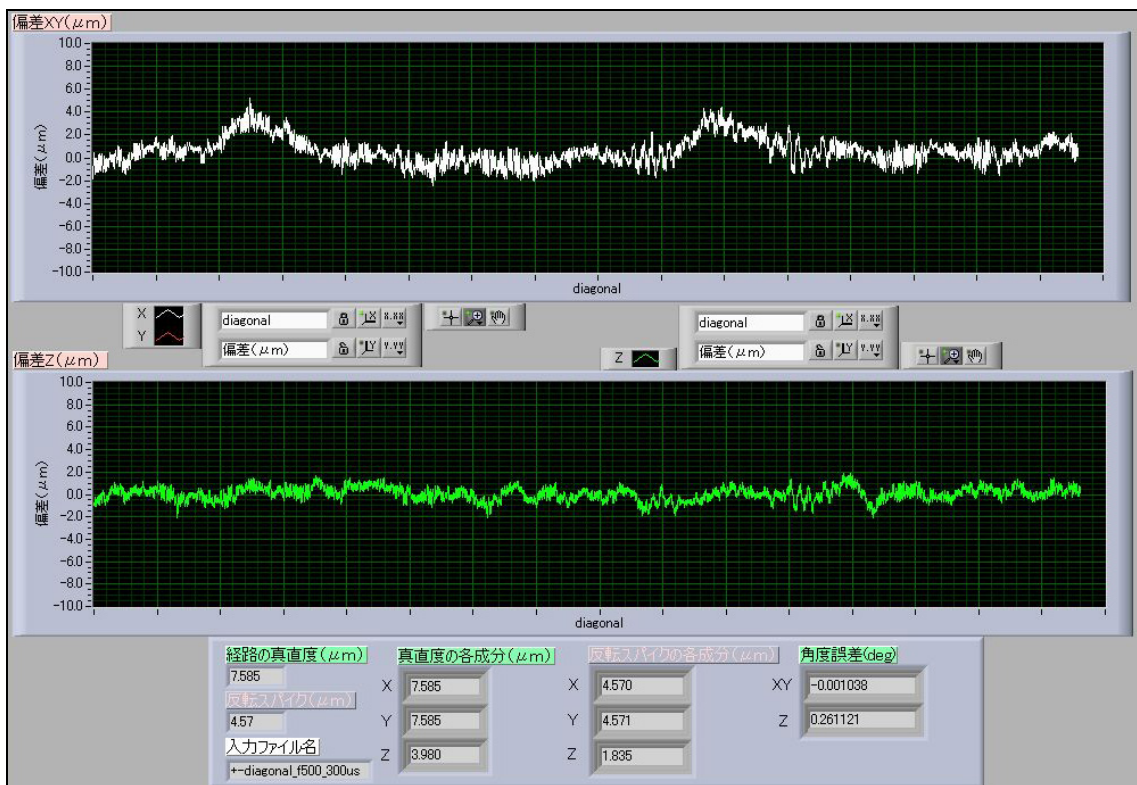 偏差XY(μm)
10.0
8.0
6.0
4.0
2.0
0.0
-2.0
-4.0
-6.0
-8.0
-10.0
偏差(μm)
diagonal
X
Y
diagonal
偏差(μm)
X.XX
Y.YY
Z
diagonal
偏差(μm)
X.XX
Y.YY
偏差Z(μm)
10.0
8.0
6.0
4.0
2.0
0.0
-2.0
-4.0
-6.0
-8.0
-10.0
偏差(μm)
diagonal
経路の真直度(μm)
7.585
反転スパイク(μm)
4.57
入力ファイル名
+-diagonal_f500_300us
真直度の各成分(μm)
X 7.585
Y 7.585
Z 3.980
反転スパイクの各成分(μm)
X 4.570
Y 4.571
Z 1.835
角度誤差(deg)
XY -0.001038
Z 0.261121